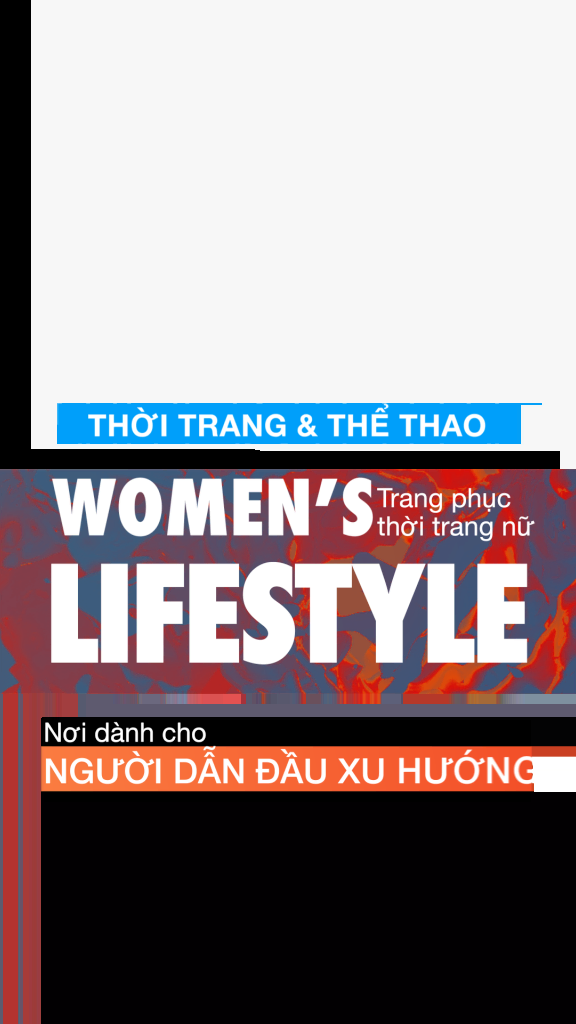 THỜI TRANG & THỂ THAO
WOMEN'S
Trang phục
thời trang nữ
LIFESTYLE
Nơi dành cho
NGƯỜI DẪN ĐẦU XU HƯỚNG